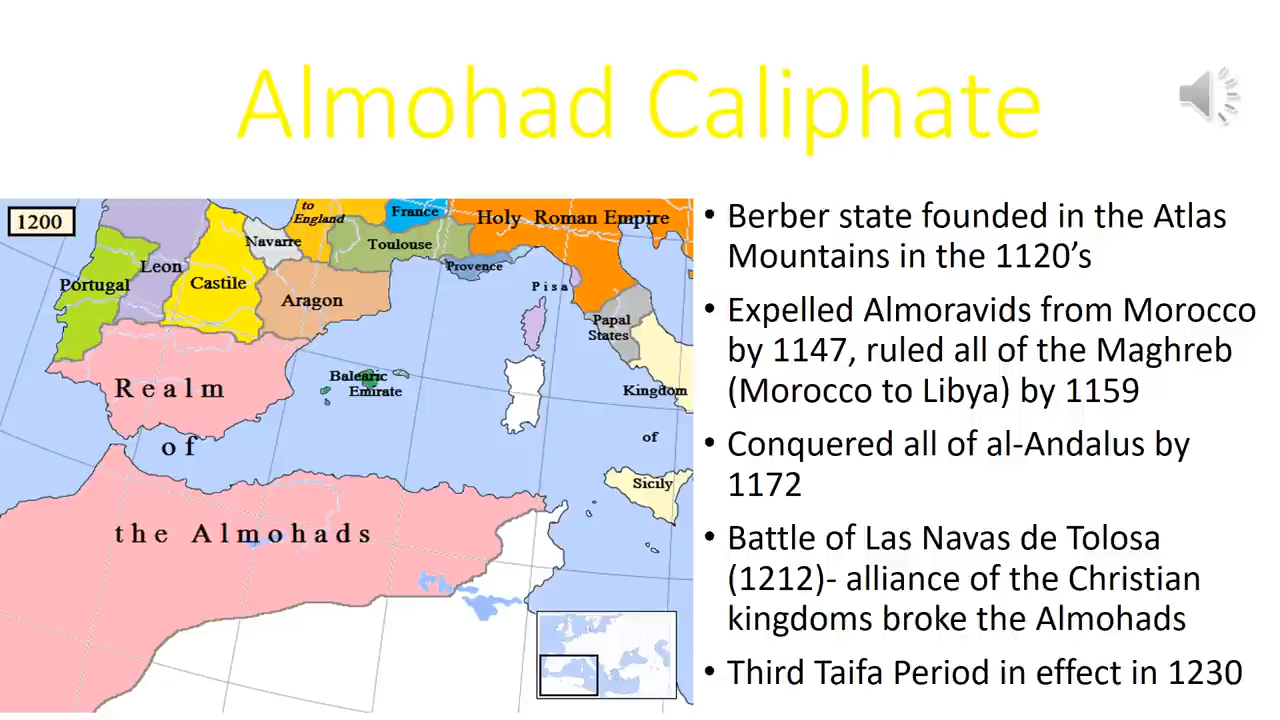 Almohad Caliphate
1200
to
England
France
Holy Roman Empire
Navarre
Toulouse
Leon
Provence
Portugal
Castile
Aragon
Pisa
Papal
States
Realm
Balearic
Emirate
Kingdom
of
of
Sicily
the Almohads
• Berber state founded in the Atlas
Mountains in the 1120’s
• Expelled Almoravids from Morocco
by 1147, ruled all of the Maghreb
(Morocco to Libya) by 1159
• Conquered all of al-Andalus by
1172
• Battle of Las Navas de Tolosa
(1212)- alliance of the Christian
kingdoms broke the Almohads
• Third Taifa Period in effect in 1230